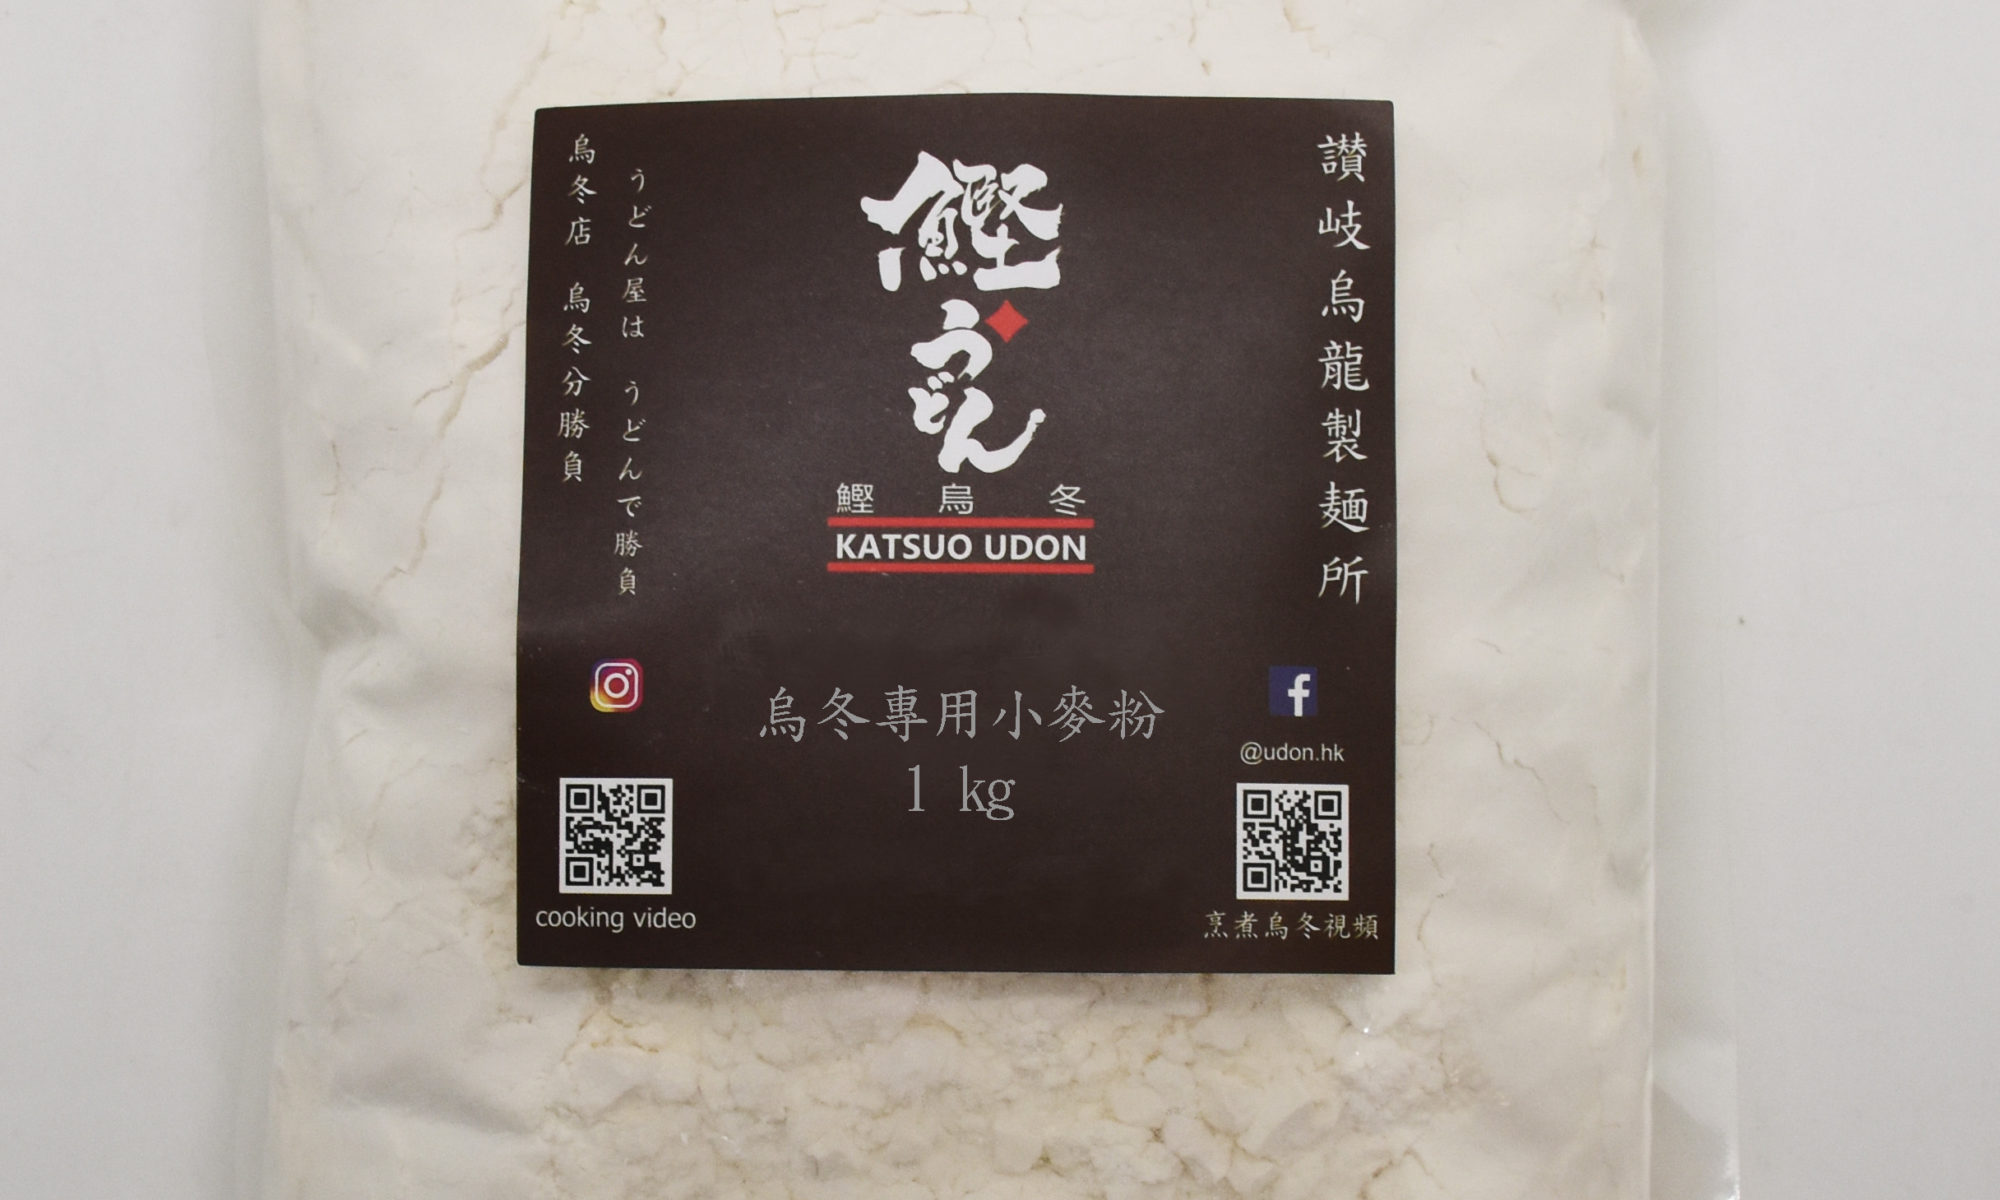 讃岐烏龍製麺所
鰹
うどん
鰹烏冬
KATSUO UDON
うどん屋は うどんで勝負
烏冬店 烏冬分勝負
烏冬專用小麥粉
1 kg
@udon.hk
cooking video
烹煮烏冬視頻